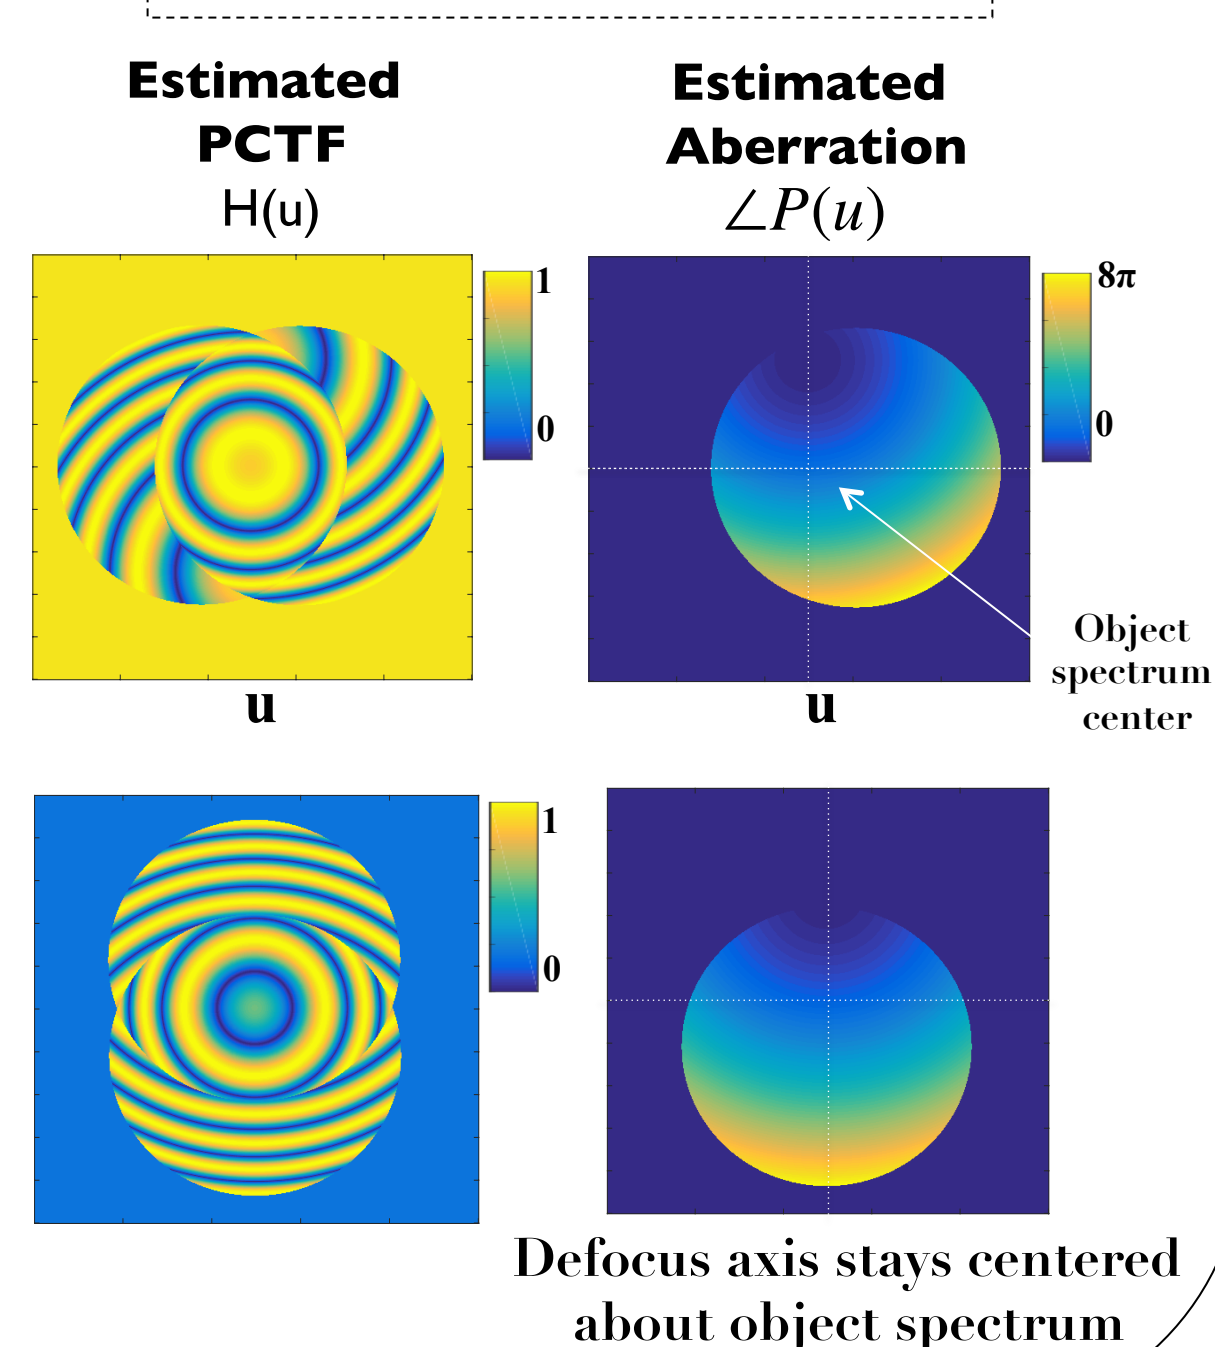 Estimated
PCTF
H(u)
Estimated
Aberration
∠P(u)
1
0
8π
0
Object
spectrum
center
u
u
1
0
Defocus axis stays centered
about object spectrum